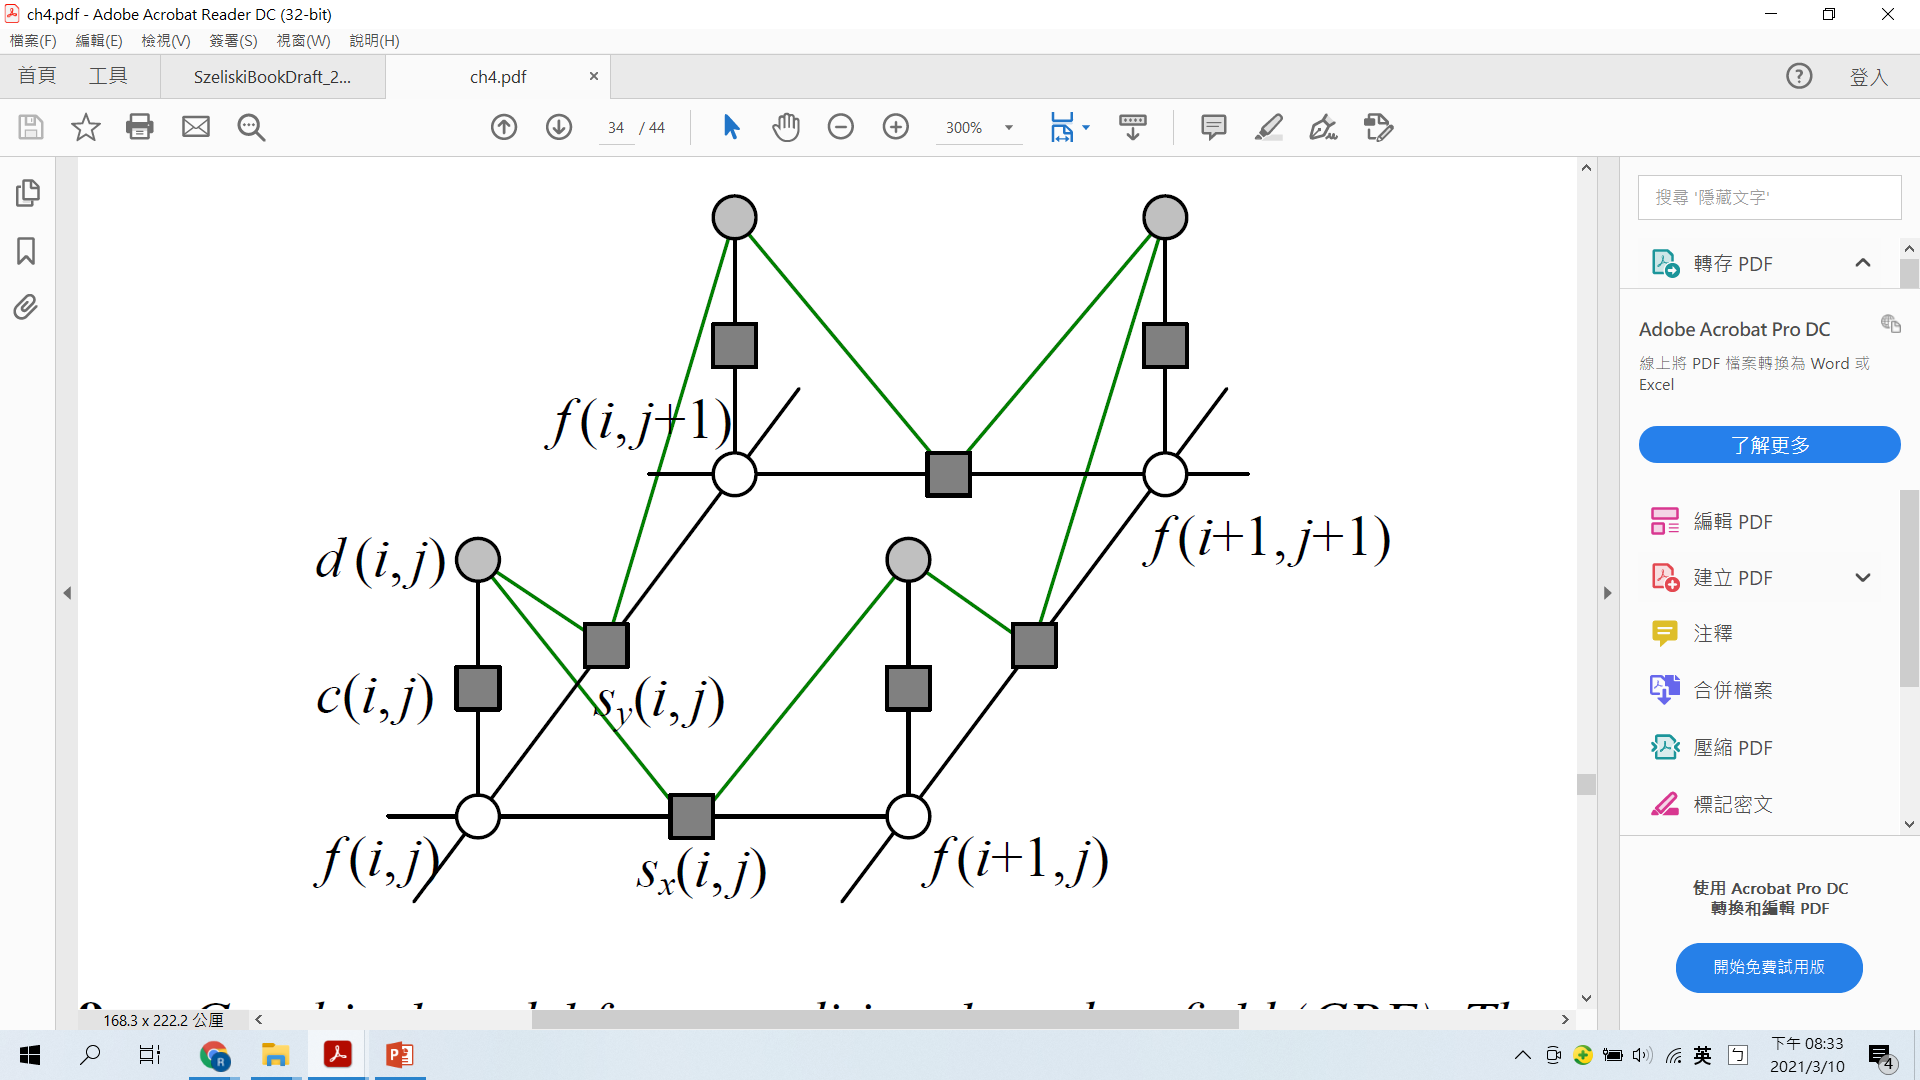 ch4.pdf - Adobe Acrobat Reader DC (32-bit)
檔案(F) 編輯(E) 檢視(V) 簽署(S) 視窗(W) 說明(H)
首頁 工具 SzeliskiBookDraft_2... ch4.pdf × ? 登入
34 / 44 300%
f(i,j+1)
f(i+1,j+1)
d(i,j)
c(i,j)
s_y(i,j)
f(i,j)
s_x(i,j)
f(i+1,j)
168.3 x 222.2 公厘
搜尋 '隱藏文字'
轉存 PDF
Adobe Acrobat Pro DC
線上將 PDF 檔案轉換為 Word 或
Excel
了解更多
編輯 PDF
建立 PDF
注釋
合併檔案
壓縮 PDF
標記密文
使用 Acrobat Pro DC
轉換和編輯 PDF
開始免費試用版
R
英
ㄅ
下午 08:33
2021/3/10
4